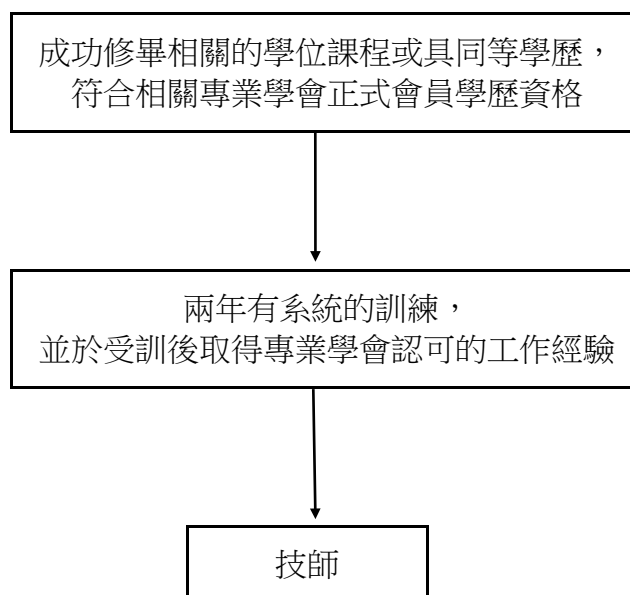 成功修畢相關的學位課程或具同等學歷，
符合相關專業學會正式會員學歷資格
兩年有系統的訓練，
並於受訓後取得專業學會認可的工作經驗
技師